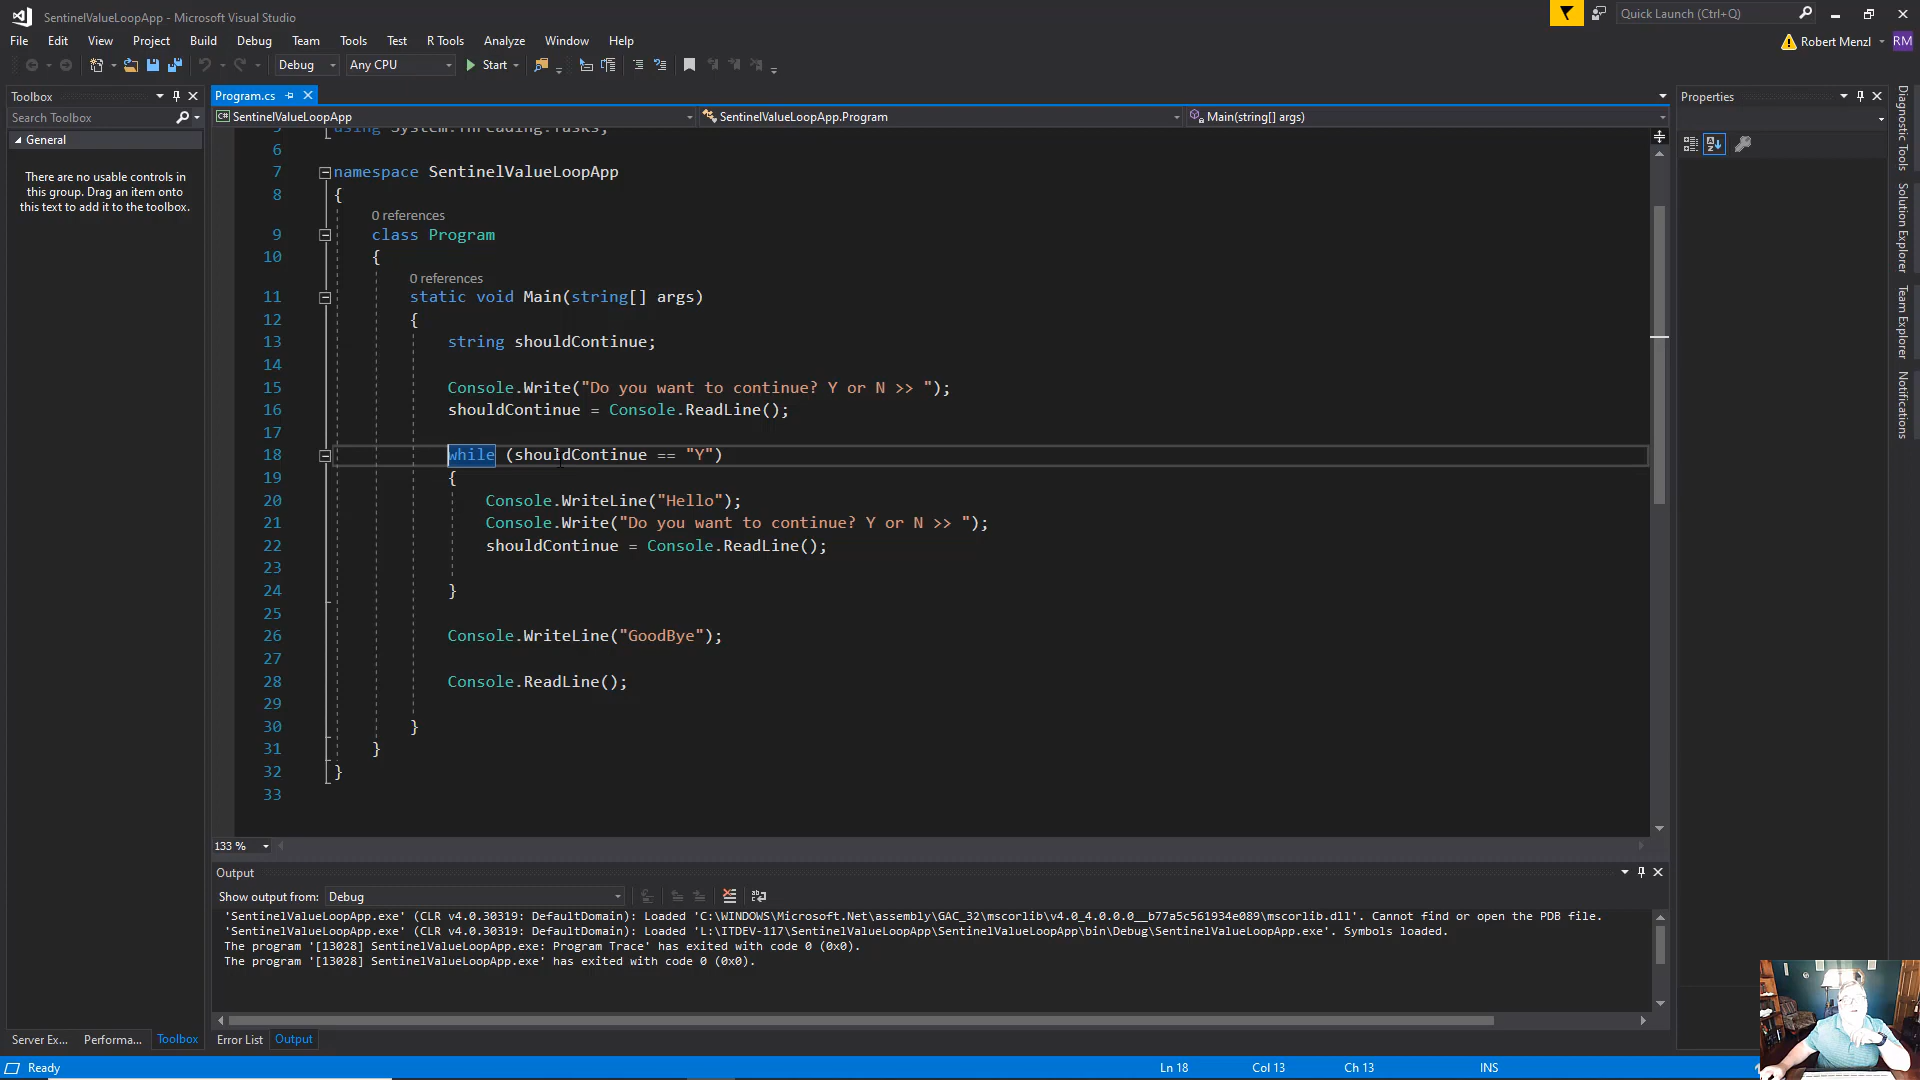 SentinelValueLoopApp - Microsoft Visual Studio
Quick Launch (Ctrl+Q)
File Edit View Project Build Debug Team Tools Test R Tools Analyze Window Help
Robert Menzl RM
Debug Any CPU Start
Toolbox
Program.cs
Properties
Search Toolbox
SentinelValueLoopApp
SentinelValueLoopApp.Program
Main(string[] args)
General
There are no usable controls in
this group. Drag an item onto
this text to add it to the toolbox.
5 using System.Threading.Tasks;
6
7 namespace SentinelValueLoopApp
8 {
0 references
9 class Program
10 {
0 references
11 static void Main(string[] args)
12 {
13 string shouldContinue;
14
15 Console.Write("Do you want to continue? Y or N >> ");
16 shouldContinue = Console.ReadLine();
17
18 while (shouldContinue == "Y")
19 {
20 Console.WriteLine("Hello");
21 Console.Write("Do you want to continue? Y or N >> ");
22 shouldContinue = Console.ReadLine();
23
24 }
25
26 Console.WriteLine("GoodBye");
27
28 Console.ReadLine();
29
30 }
31 }
32 }
33
133 %
Diagnostic Tools
Solution Explorer
Team Explorer
Notifications
Output
Show output from: Debug
'SentinelValueLoopApp.exe' (CLR v4.0.30319: DefaultDomain): Loaded 'C:\WINDOWS\Microsoft.Net\assembly\GAC_32\mscorlib\v4.0_4.0.0.0__b77a5c561934e089\mscorlib.dll'. Cannot find or open the PDB file.
'SentinelValueLoopApp.exe' (CLR v4.0.30319: DefaultDomain): Loaded 'L:\ITDEV-117\SentinelValueLoopApp\SentinelValueLoopApp\bin\Debug\SentinelValueLoopApp.exe'. Symbols loaded.
The program '[13028] SentinelValueLoopApp.exe: Program Trace' has exited with code 0 (0x0).
The program '[13028] SentinelValueLoopApp.exe' has exited with code 0 (0x0).
Server Ex... Performa... Toolbox
Error List Output
Ready
Ln 18 Col 13 Ch 13 INS